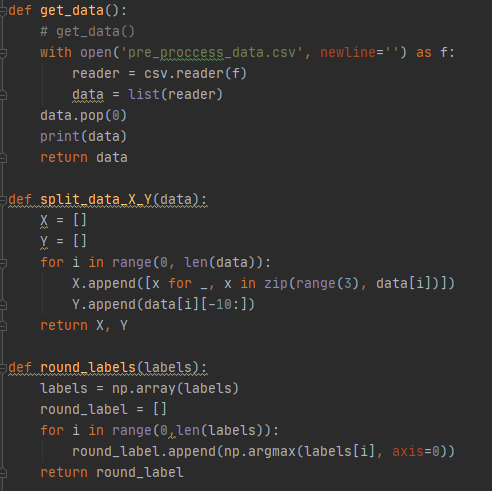 def get_data():
    # get_data()
    with open('pre_proccess_data.csv', newline='') as f:
        reader = csv.reader(f)
        data = list(reader)
    data.pop(0)
    print(data)
    return data
def split_data_X_Y(data):
    X = []
    Y = []
    for i in range(0, len(data)):
        X.append([x for _, x in zip(range(3), data[i])])
        Y.append(data[i][-10:])
    return X, Y
def round_labels(labels):
    labels = np.array(labels)
    round_label = []
    for i in range(0,len(labels)):
        round_label.append(np.argmax(labels[i], axis=0))
    return round_label